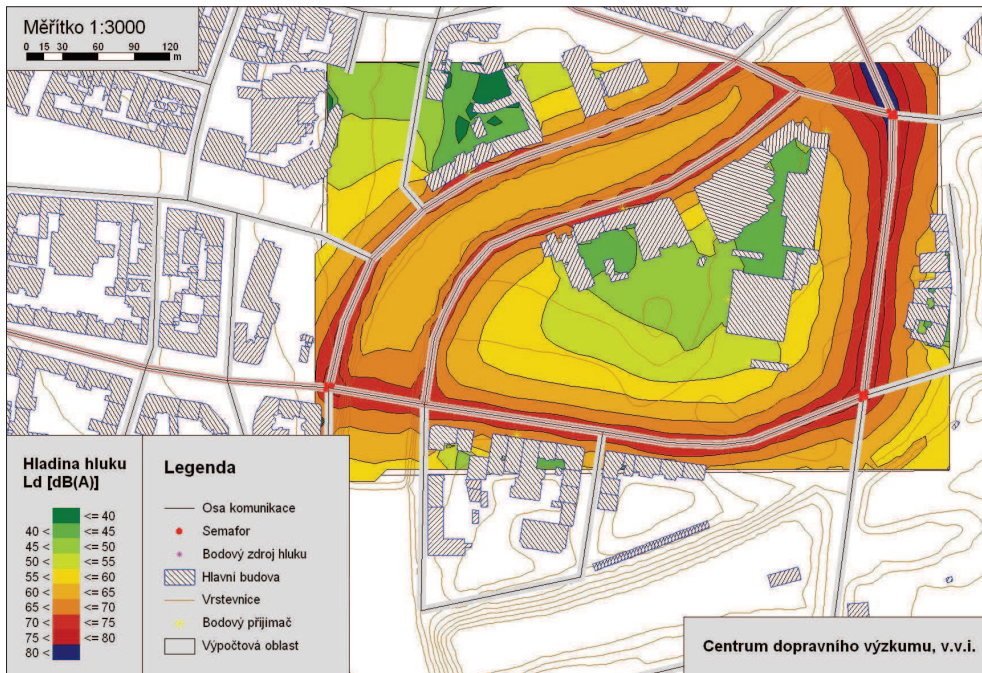 Měřítko 1:3000
0 15 30 60 90 120
m
Hladina hluku
Ld [dB(A)]
<= 40
40 < <= 45
45 < <= 50
50 < <= 55
55 < <= 60
60 < <= 65
65 < <= 70
70 < <= 75
75 < <= 80
80 <
Legenda
Osa komunikace
Semafor
Bodový zdroj hluku
Hlavní budova
Vrstevnice
Bodový přijímač
Výpočtová oblast
Centrum dopravního výzkumu, v.v.i.